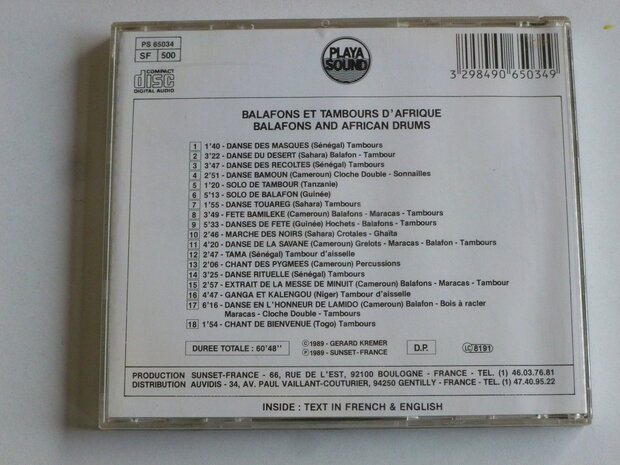 PS 65034
SF 500
COMPACT
disc
DIGITAL AUDIO
PLAYA
SOUND
3 298490 650349
BALAFONS ET TAMBOURS D'AFRIQUE
BALAFONS AND AFRICAN DRUMS
1 1'40 - DANSE DES MASQUES (Sénégal) Tambours
2 3'22 - DANSE DU DESERT (Sahara) Balafon - Tambour
3 3'47 - DANSE DES RECOLTES (Sénégal) Tambours
4 2'51 - DANSE BAMOUN (Cameroun) Cloche Double - Sonnailles
5 1'20 - SOLO DE TAMBOUR (Tanzanie)
6 5'13 - SOLO DE BALAFON (Guinée)
7 1'55 - DANSE TOUAREG (Sahara) Tambours
8 3'49 - FETE BAMILEKE (Cameroun) Balafons - Maracas - Tambours
9 5'33 - DANSES DE FETE (Guinée) Hochets - Balafons - Tambours
10 2'46 - MARCHE DES NOIRS (Sahara) Crotales - Ghaïta
11 4'20 - DANSE DE LA SAVANE (Cameroun) Grelots - Maracas - Balafon - Tambours
12 2'47 - TAMA (Sénégal) Tambour d'aisselle
13 2'06 - CHANT DES PYGMEES (Cameroun) Percussions
14 3'25 - DANSE RITUELLE (Sénégal) Tambours
15 2'57 - EXTRAIT DE LA MESSE DE MINUIT (Cameroun) Balafons - Maracas - Tambour
16 4'47 - GANGA ET KALENGOU (Niger) Tambour d'aisselle
17 6'16 - DANSE EN L'HONNEUR DE LAMIDO (Cameroun) Balafon - Bois à racler
Maracas - Cloche Double - Tambours
18 1'54 - CHANT DE BIENVENUE (Togo) Tambours
DUREE TOTALE : 60'48''
Ⓒ 1989 - GERARD KREMER
Ⓟ 1989 - SUNSET-FRANCE
D.P.
LC 8191
PRODUCTION SUNSET-FRANCE - 66, RUE DE L'EST, 92100 BOULOGNE - FRANCE - TEL. (1) 46.03.76.81
DISTRIBUTION AUVIDIS - 34, AV. PAUL VAILLANT-COUTURIER, 94250 GENTILLY - FRANCE - TEL. (1) 47.40.95.22
INSIDE : TEXT IN FRENCH & ENGLISH